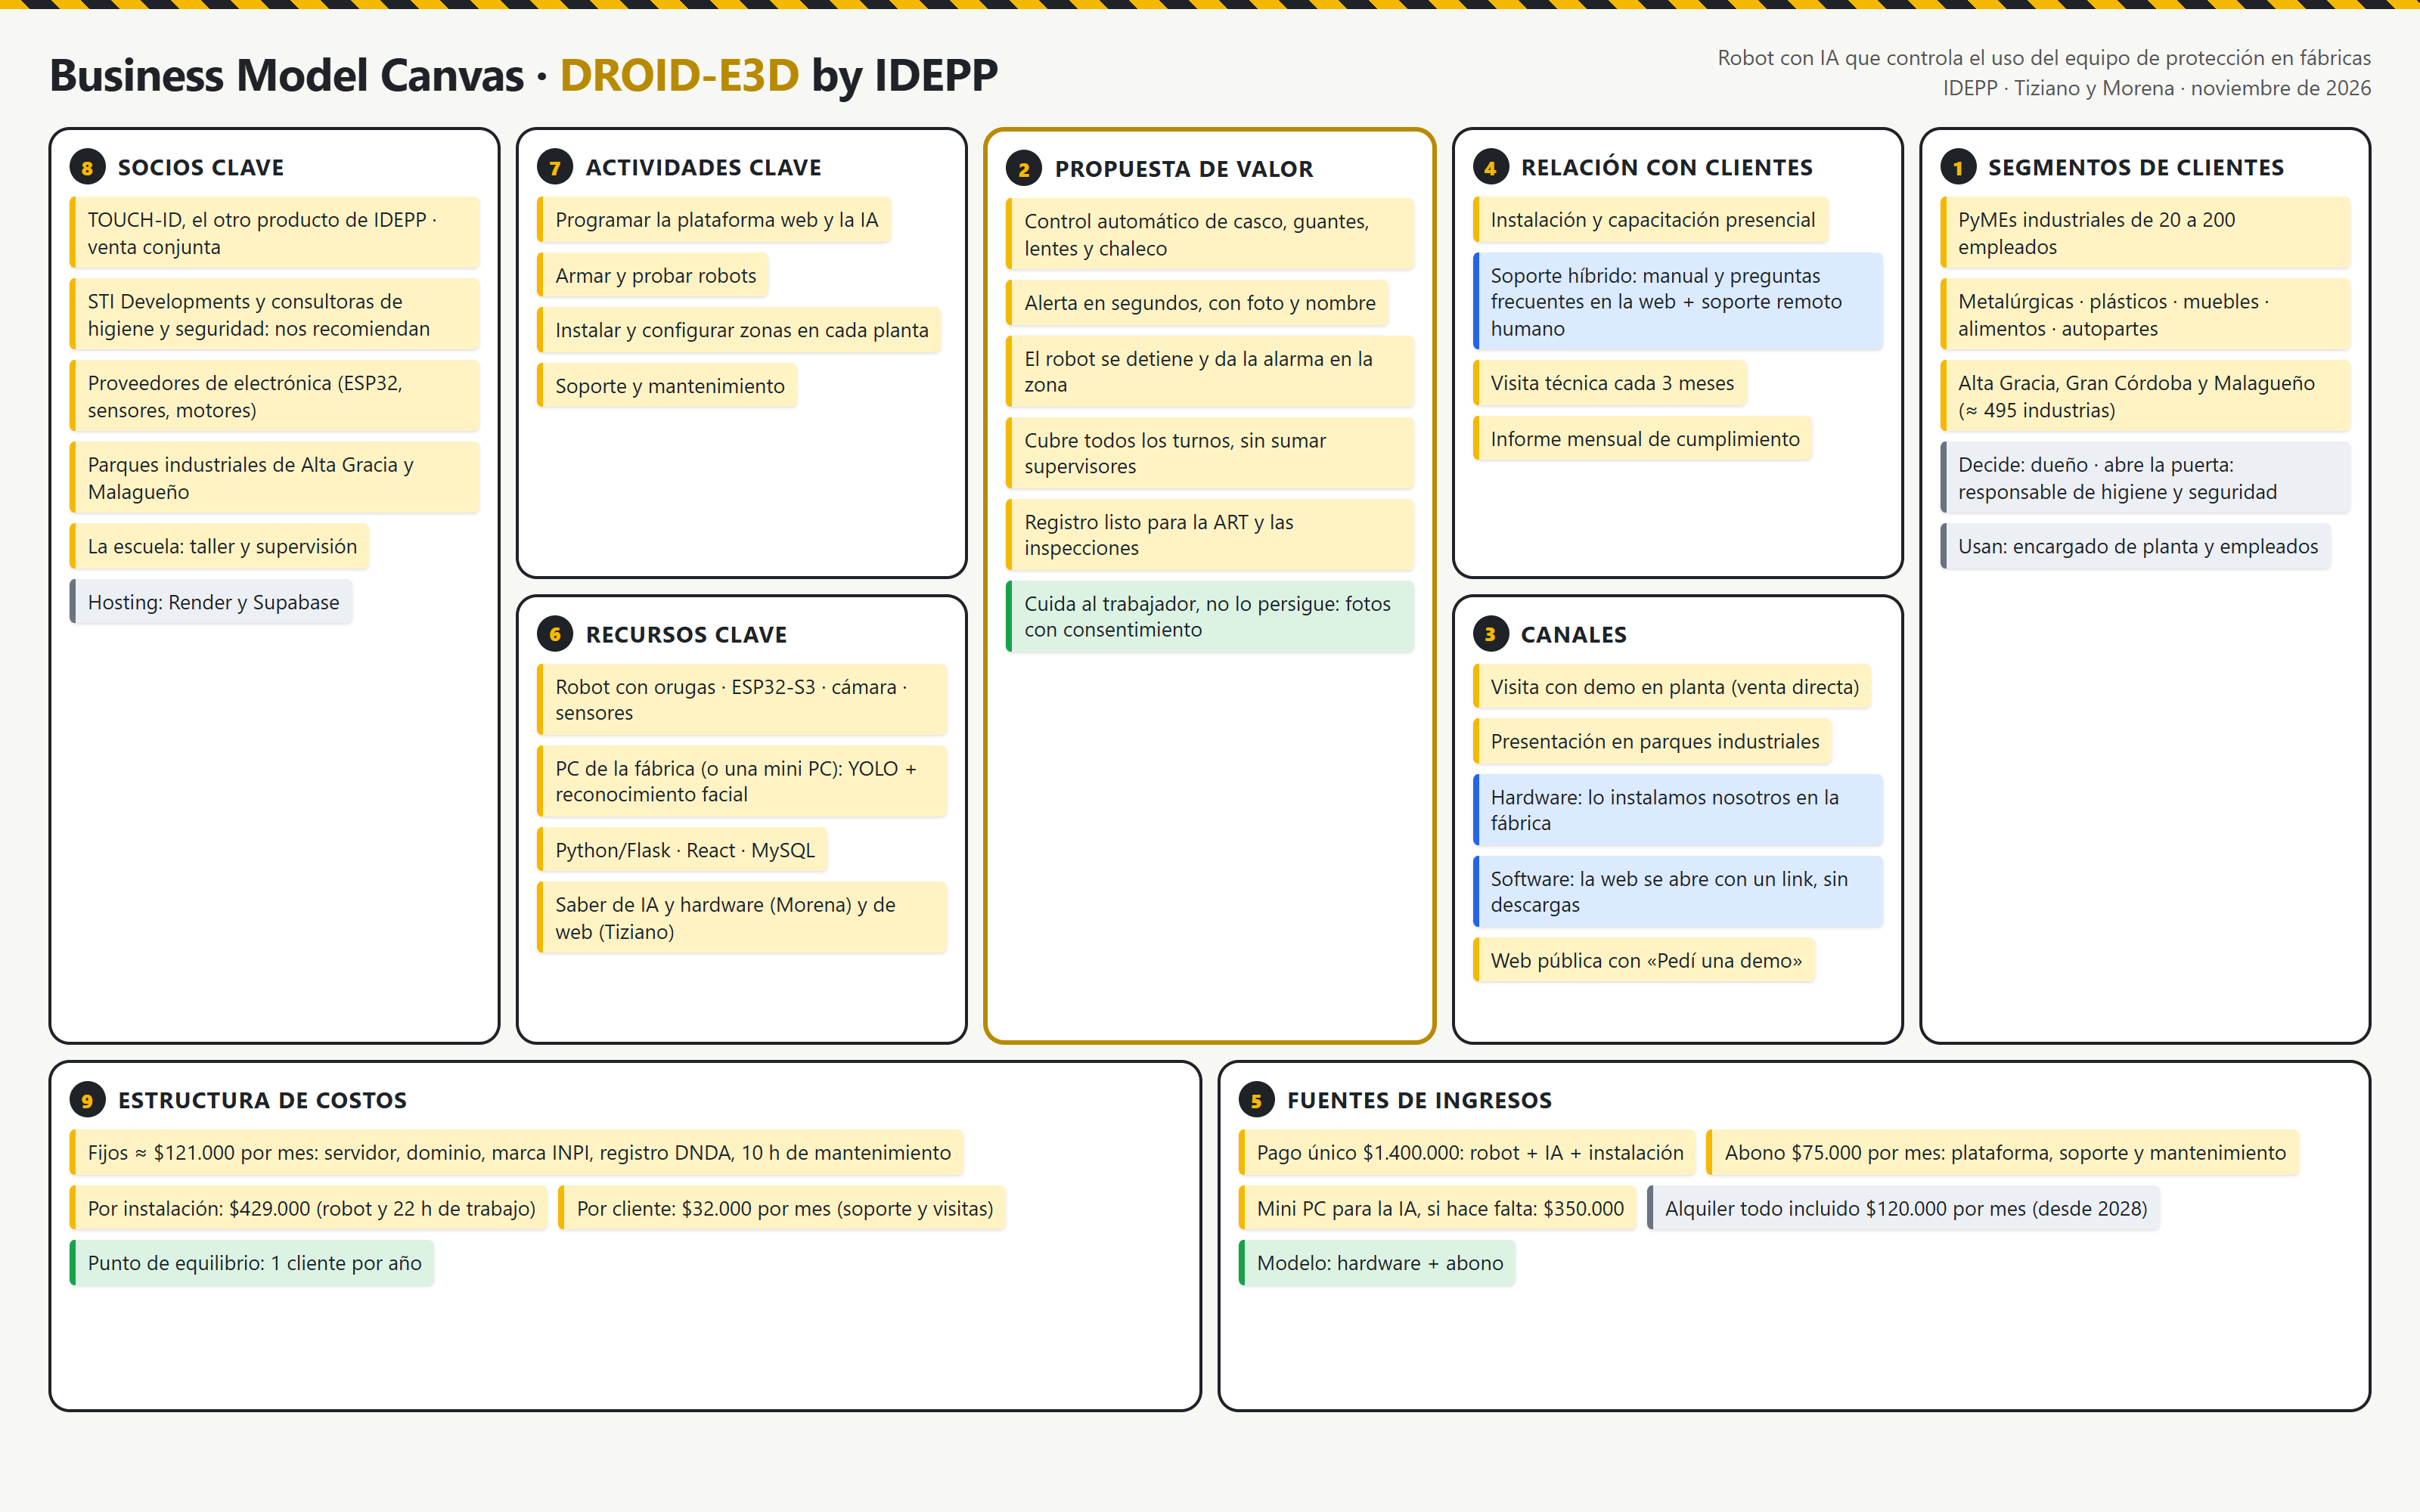 Business Model Canvas · DROID-E3D by IDEPP
Robot con IA que controla el uso del equipo de protección en fábricas
IDEPP · Tiziano y Morena · noviembre de 2026
8 SOCIOS CLAVE
TOUCH-ID, el otro producto de IDEPP ·
venta conjunta
STI Developments y consultoras de
higiene y seguridad: nos recomiendan
Proveedores de electrónica (ESP32,
sensores, motores)
Parques industriales de Alta Gracia y
Malagueño
La escuela: taller y supervisión
Hosting: Render y Supabase
7 ACTIVIDADES CLAVE
Programar la plataforma web y la IA
Armar y probar robots
Instalar y configurar zonas en cada planta
Soporte y mantenimiento
6 RECURSOS CLAVE
Robot con orugas · ESP32-S3 · cámara ·
sensores
PC de la fábrica (o una mini PC): YOLO +
reconocimiento facial
Python/Flask · React · MySQL
Saber de IA y hardware (Morena) y de
web (Tiziano)
2 PROPUESTA DE VALOR
Control automático de casco, guantes,
lentes y chaleco
Alerta en segundos, con foto y nombre
El robot se detiene y da la alarma en la
zona
Cubre todos los turnos, sin sumar
supervisores
Registro listo para la ART y las
inspecciones
Cuida al trabajador, no lo persigue: fotos
con consentimiento
4 RELACIÓN CON CLIENTES
Instalación y capacitación presencial
Soporte híbrido: manual y preguntas
frecuentes en la web + soporte remoto
humano
Visita técnica cada 3 meses
Informe mensual de cumplimiento
3 CANALES
Visita con demo en planta (venta directa)
Presentación en parques industriales
Hardware: lo instalamos nosotros en la
fábrica
Software: la web se abre con un link, sin
descargas
Web pública con «Pedí una demo»
1 SEGMENTOS DE CLIENTES
PyMEs industriales de 20 a 200
empleados
Metalúrgicas · plásticos · muebles ·
alimentos · autopartes
Alta Gracia, Gran Córdoba y Malagueño
(≈ 495 industrias)
Decide: dueño · abre la puerta:
responsable de higiene y seguridad
Usan: encargado de planta y empleados
9 ESTRUCTURA DE COSTOS
Fijos ≈ $121.000 por mes: servidor, dominio, marca INPI, registro DNDA, 10 h de mantenimiento
Por instalación: $429.000 (robot y 22 h de trabajo)
Por cliente: $32.000 por mes (soporte y visitas)
Punto de equilibrio: 1 cliente por año
5 FUENTES DE INGRESOS
Pago único $1.400.000: robot + IA + instalación
Abono $75.000 por mes: plataforma, soporte y mantenimiento
Mini PC para la IA, si hace falta: $350.000
Alquiler todo incluido $120.000 por mes (desde 2028)
Modelo: hardware + abono